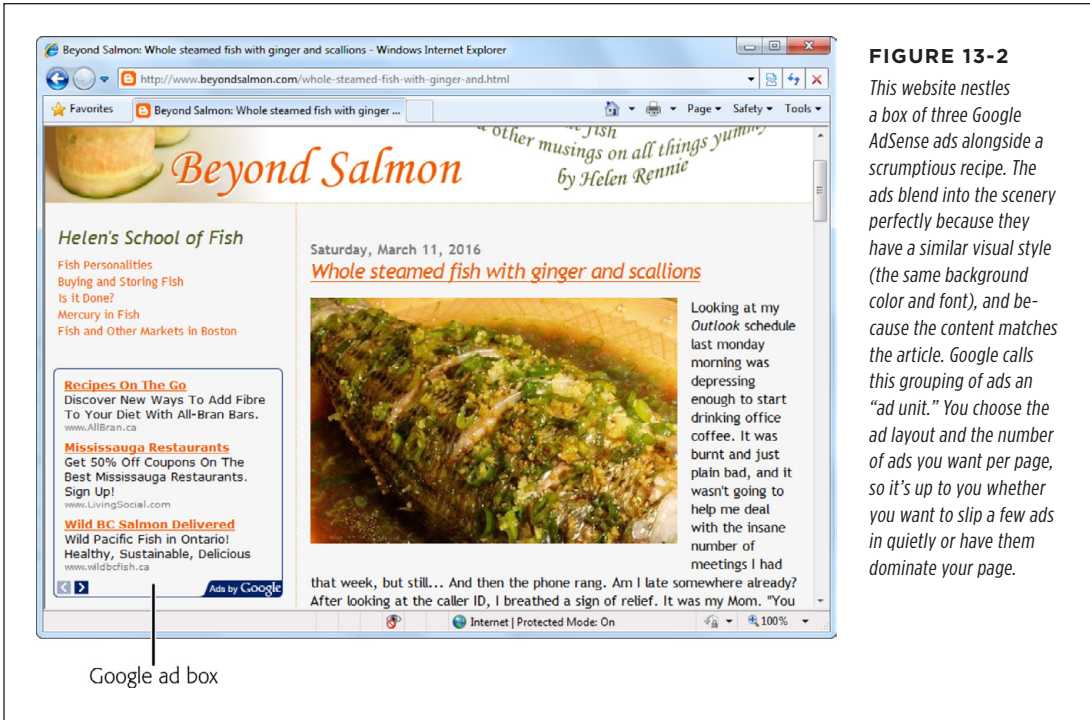 Beyond Salmon: Whole steamed fish with ginger and scallions - Windows Internet Explorer
http://www.beyondsalmon.com/whole-steamed-fish-with-ginger-and.html
Favorites
Beyond Salmon: Whole steamed fish with ginger ...
Page
Safety
Tools
Beyond Salmon
fish
other musings on all things yummy
by Helen Rennie
Helen's School of Fish
Fish Personalities
Buying and Storing Fish
Is it Done?
Mercury in Fish
Fish and Other Markets in Boston
Recipes On The Go
Discover New Ways To Add Fibre
To Your Diet With All-Bran Bars.
www.AllBran.ca
Mississauga Restaurants
Get 50% Off Coupons On The
Best Mississauga Restaurants.
Sign Up!
www.LivingSocial.com
Wild BC Salmon Delivered
Wild Pacific Fish in Ontario!
Healthy, Sustainable, Delicious
www.wildbcfish.ca
Ads by Google
Saturday, March 11, 2016
Whole steamed fish with ginger and scallions
Looking at my
Outlook schedule
last monday
morning was
depressing
enough to start
drinking office
coffee. It was
burnt and just
plain bad, and it
wasn't going to
help me deal
with the insane
number of
meetings I had
that week, but still... And then the phone rang. Am I late somewhere already?
After looking at the caller ID, I breathed a sign of relief. It was my Mom. "You
Internet | Protected Mode: On
100%
Google ad box
FIGURE 13-2
This website nestles
a box of three Google
AdSense ads alongside a
scrumptious recipe. The
ads blend into the scenery
perfectly because they
have a similar visual style
(the same background
color and font), and be-
cause the content matches
the article. Google calls
this grouping of ads an
“ad unit.” You choose the
ad layout and the number
of ads you want per page,
so it’s up to you whether
you want to slip a few ads
in quietly or have them
dominate your page.